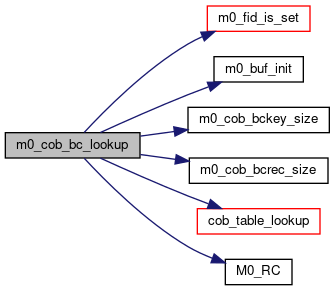 m0_cob_bc_lookup
m0_fid_is_set
m0_buf_init
m0_cob_bckey_size
m0_cob_bcrec_size
cob_table_lookup
M0_RC